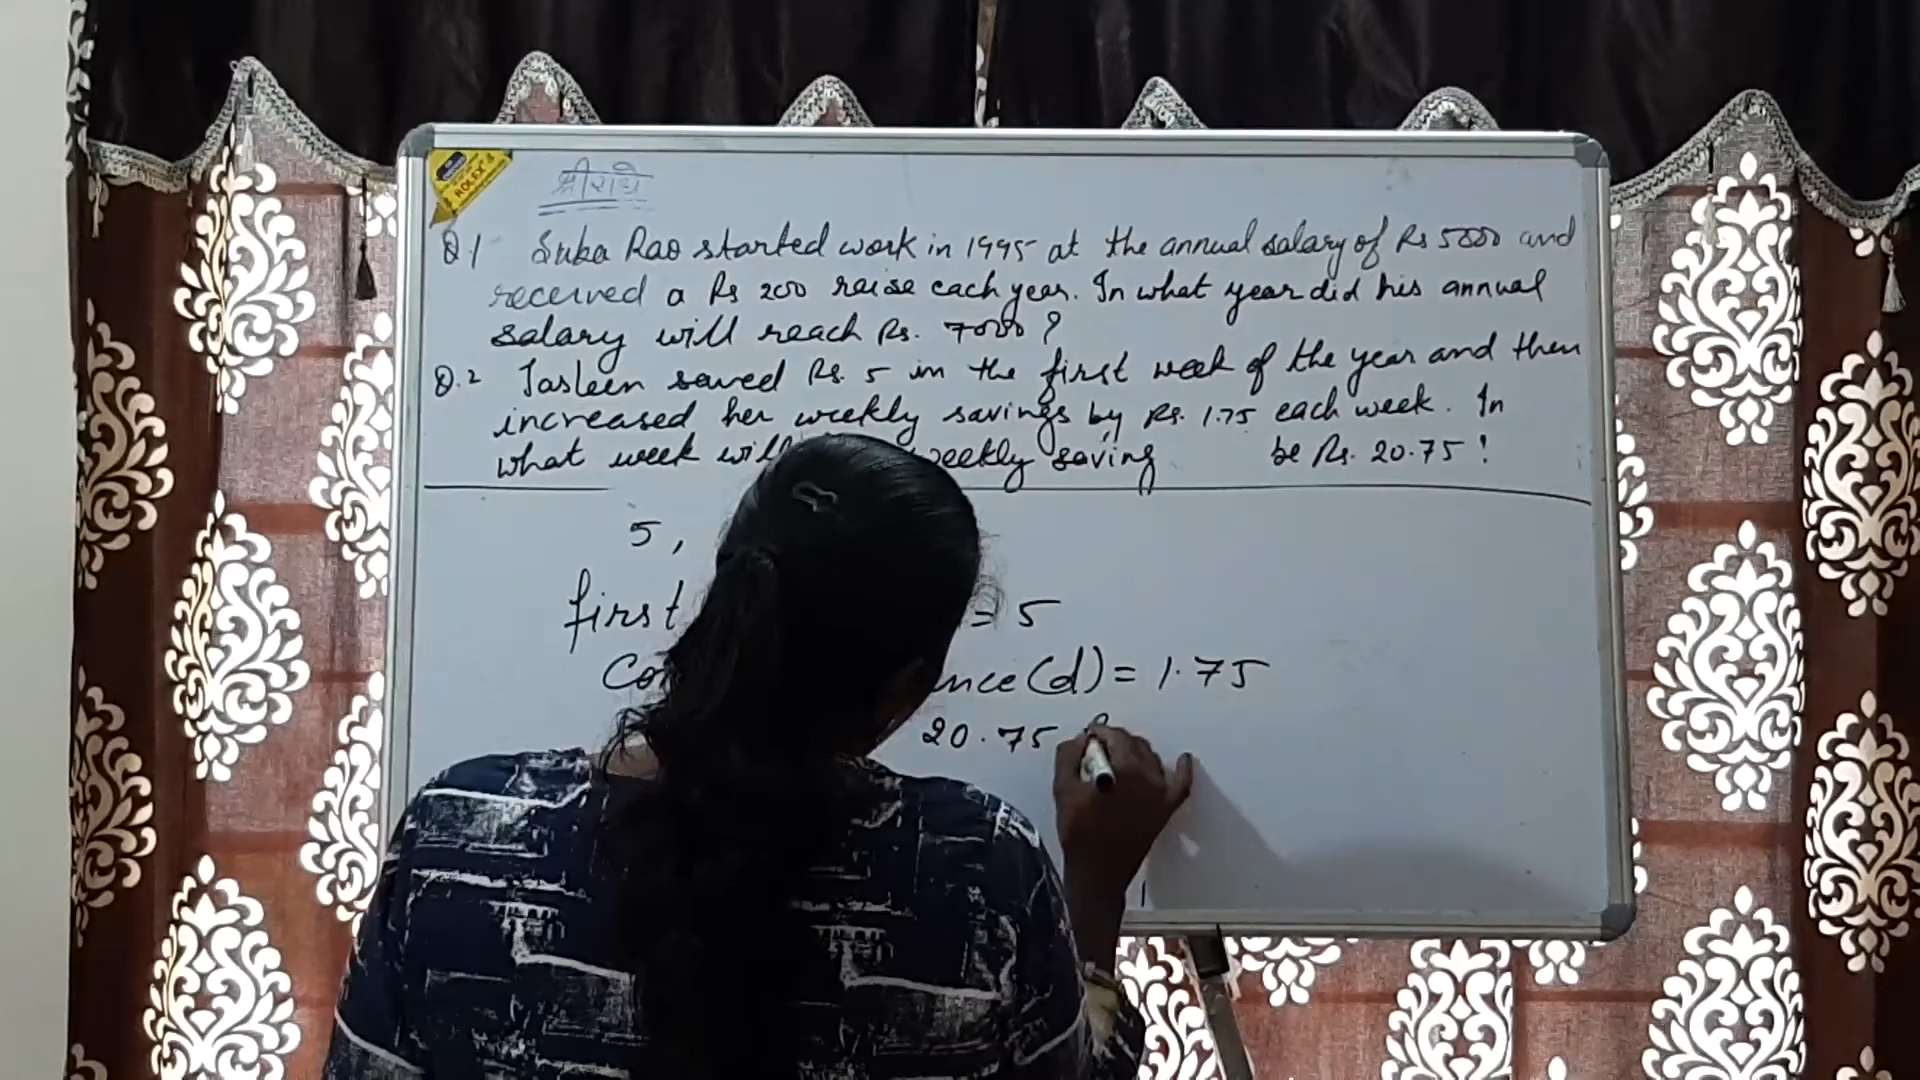 ROLEX
श्रीराधे
Q.1 Suba Rao started work in 1995 at the annual salary of Rs 5000 and
received a Rs 200 raise each year. In what year did his annual
salary will reach Rs. 7000?
Q.2 Jasleen saved Rs. 5 in the first week of the year and then
increased her weekly savings by Rs. 1.75 each week. In
what week will weekly saving be Rs. 20.75 ?
5,
first = 5
(d) = 1.75
20.75